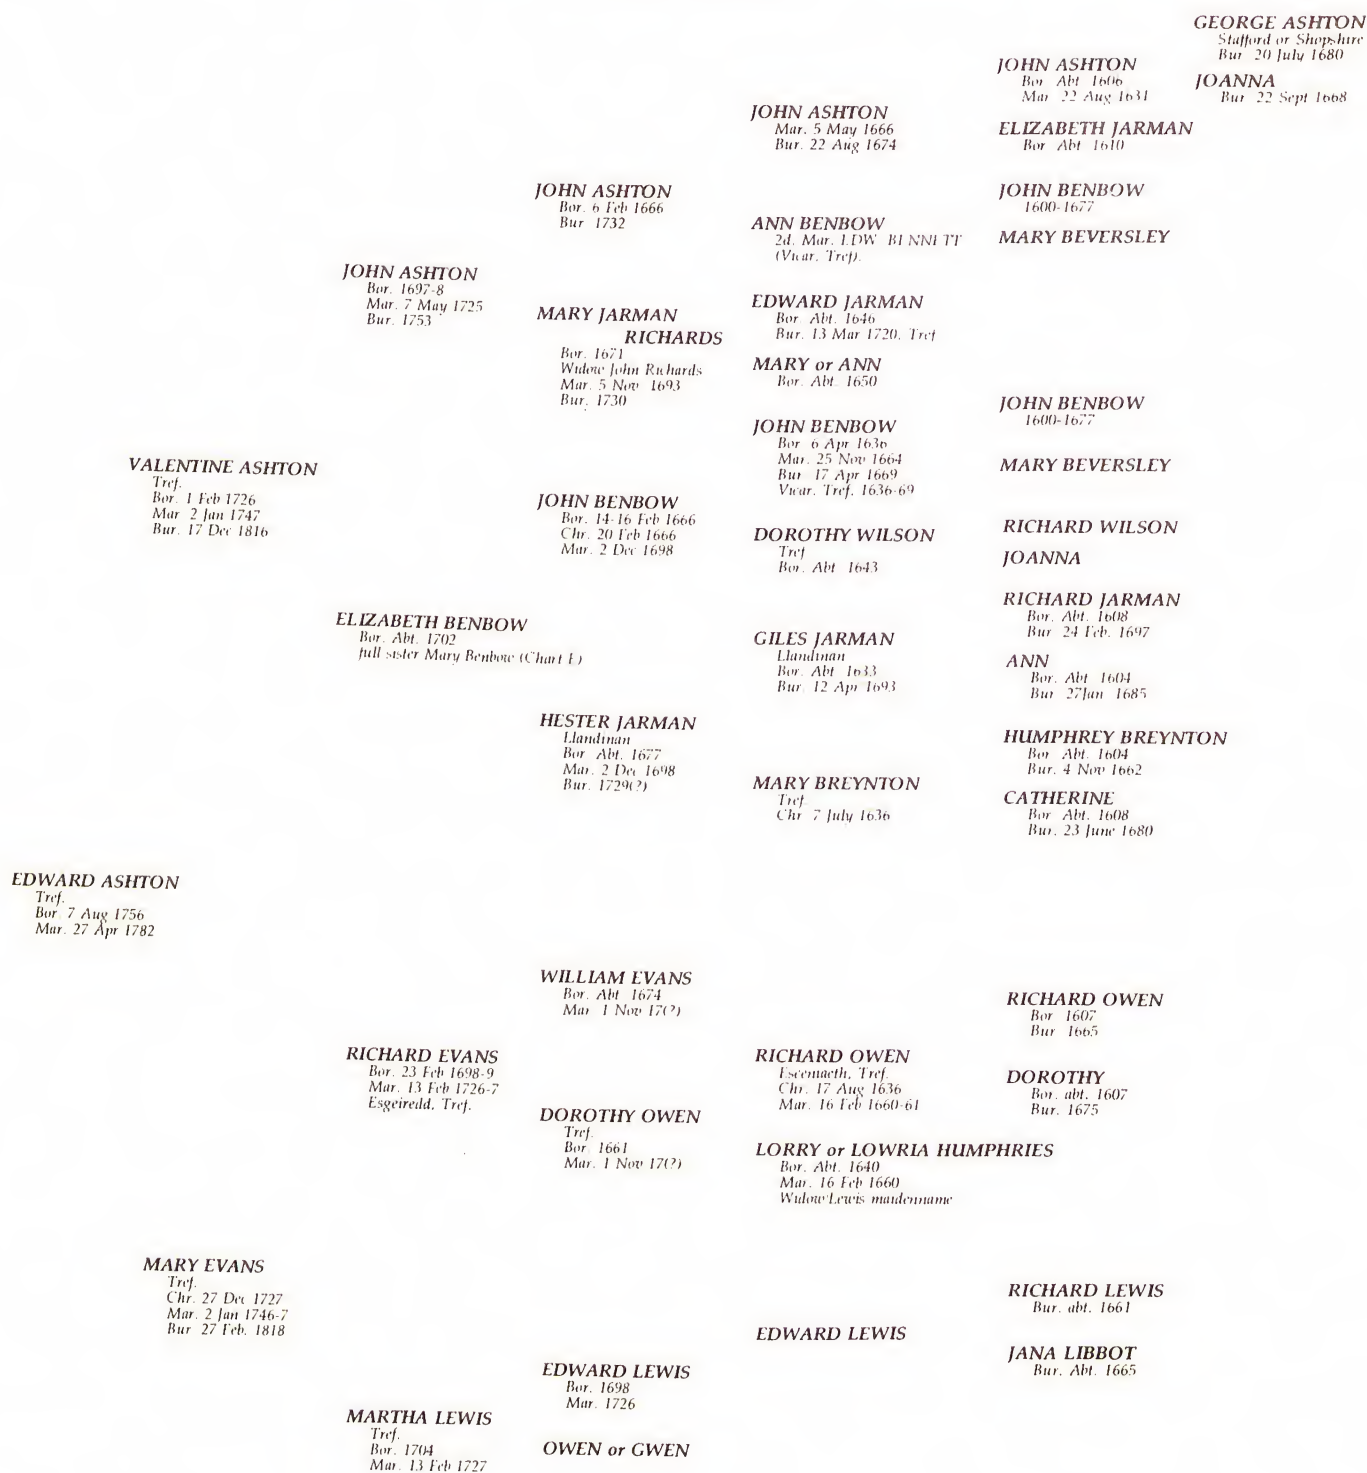 GEORGE ASHTON
Stafford or Shopshire
Bur 20 July 1680
JOANNA
Bur 22 Sept 1668
JOHN ASHTON
Bor Abt 1606
Mar 22 Aug 1631
ELIZABETH JARMAN
Bor Abt 1610
JOHN ASHTON
Mar. 5 May 1666
Bur. 22 Aug 1674
JOHN BENBOW
1600-1677
MARY BEVERSLEY
ANN BENBOW
2d. Mar. EDW BENNETT
(Vicar, Tref).
JOHN ASHTON
Bor. 6 Feb 1666
Bur 1732
JOHN ASHTON
Bor. 1697-8
Mar. 7 May 1725
Bur. 1753
MARY JARMAN
RICHARDS
Bor. 1671
Widow John Richards
Mar. 5 Nov 1693
Bur. 1730
EDWARD JARMAN
Bor Abt. 1646
Bur. 13 Mar 1720, Tref
MARY or ANN
Bor. Abt. 1650
VALENTINE ASHTON
Tref.
Bor. 1 Feb 1726
Mar 2 Jan 1747
Bur. 17 Dec 1816
JOHN BENBOW
1600-1677
MARY BEVERSLEY
JOHN BENBOW
Bor 6 Apr 1636
Mar. 25 Nov 1664
Bur 17 Apr 1669
Vicar, Tref. 1636-69
JOHN BENBOW
Bor. 14-16 Feb 1666
Chr. 20 Feb 1666
Mar. 2 Dec 1698
DOROTHY WILSON
Tref
Bor. Abt 1643
RICHARD WILSON
JOANNA
ELIZABETH BENBOW
Bor. Abt. 1702
full sister Mary Benbow (Chart E)
RICHARD JARMAN
Bor. Abt. 1608
Bur 24 Feb. 1697
ANN
Bor. Abt 1604
Bur 27Jan 1685
GILES JARMAN
Llandinan
Bor. Abt 1633
Bur. 12 Apr 1693
HESTER JARMAN
Llandinan
Bor Abt. 1677
Mar. 2 Dec 1698
Bur. 1729(?)
MARY BREYNTON
Tref
Chr 7 July 1636
HUMPHREY BREYNTON
Bor Abt. 1604
Bur. 4 Nov 1662
CATHERINE
Bor Abt. 1608
Bur. 23 June 1680
EDWARD ASHTON
Tref.
Bor 7 Aug 1756
Mar. 27 Apr 1782
WILLIAM EVANS
Bor. Abt 1674
Mar 1 Nov 17(?)
RICHARD EVANS
Bor. 23 Feb 1698-9
Mar. 13 Feb 1726-7
Esgeiredd, Tref.
DOROTHY OWEN
Tref.
Bor 1661
Mar. 1 Nov 17(?)
RICHARD OWEN
Tref.
Chr. 17 Aug 1636
Mar. 16 Feb 1660-61
RICHARD OWEN
Bor 1607
Bur 1665
DOROTHY
Bor. abt. 1607
Bur. 1675
LORRY or LOWRIA HUMPHRIES
Bor. Abt. 1640
Mar. 16 Feb 1660
Widow Lewis maidenname
MARY EVANS
Tref.
Chr. 27 Dec 1727
Mar. 2 Jan 1746-7
Bur 27 Feb. 1818
EDWARD LEWIS
RICHARD LEWIS
Bur. abt. 1661
JANA LIBBOT
Bur. Abt. 1665
EDWARD LEWIS
Bor. 1698
Mar. 1726
MARTHA LEWIS
Tref.
Bor. 1704
Mar. 13 Feb 1727
OWEN or GWEN